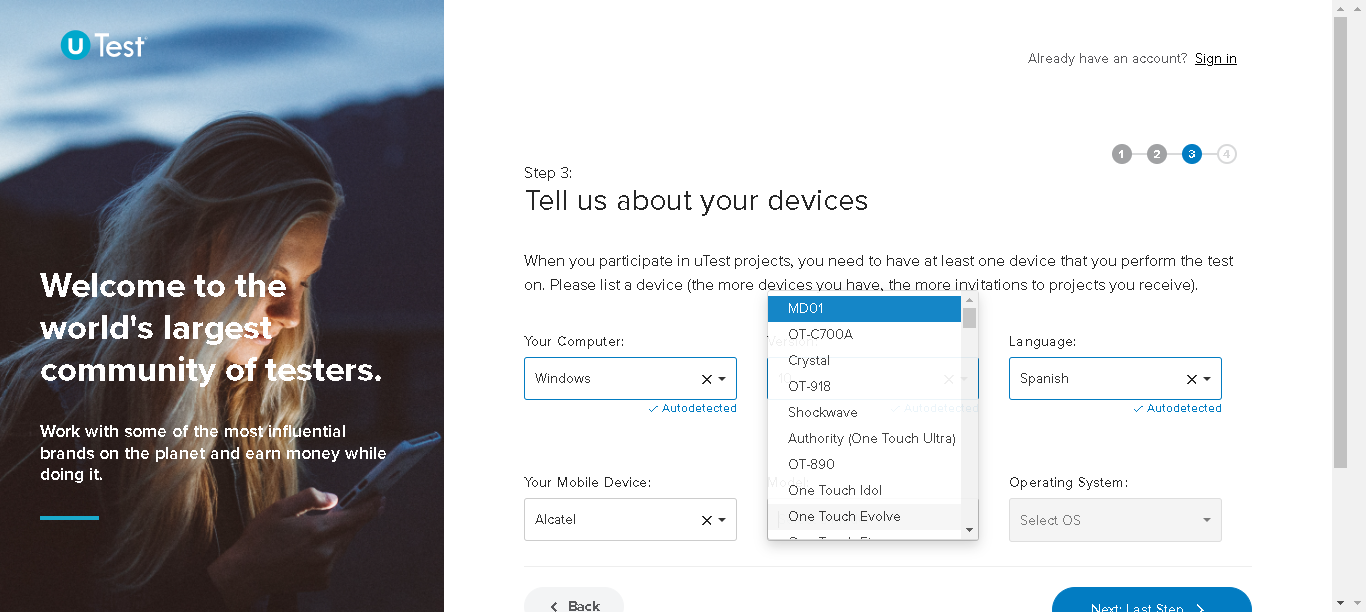 U Test
Already have an account? Sign in
1 2 3 4
Step 3:
Tell us about your devices
Welcome to the
world's largest
community of testers.
Work with some of the most influential
brands on the planet and earn money while
doing it.
When you participate in uTest projects, you need to have at least one device that you perform the test
on. Please list a device (the more devices you have, the more invitations to projects you receive).
Your Computer:
Windows
Autodetected
Language:
Spanish
Autodetected
MD01
OT-C700A
Crystal
OT-918
Shockwave
Authority (One Touch Ultra)
OT-890
One Touch Idol
One Touch Evolve
Autodetected
Your Mobile Device:
Alcatel
Model:
Operating System:
Select OS
Back
Next: Last Step